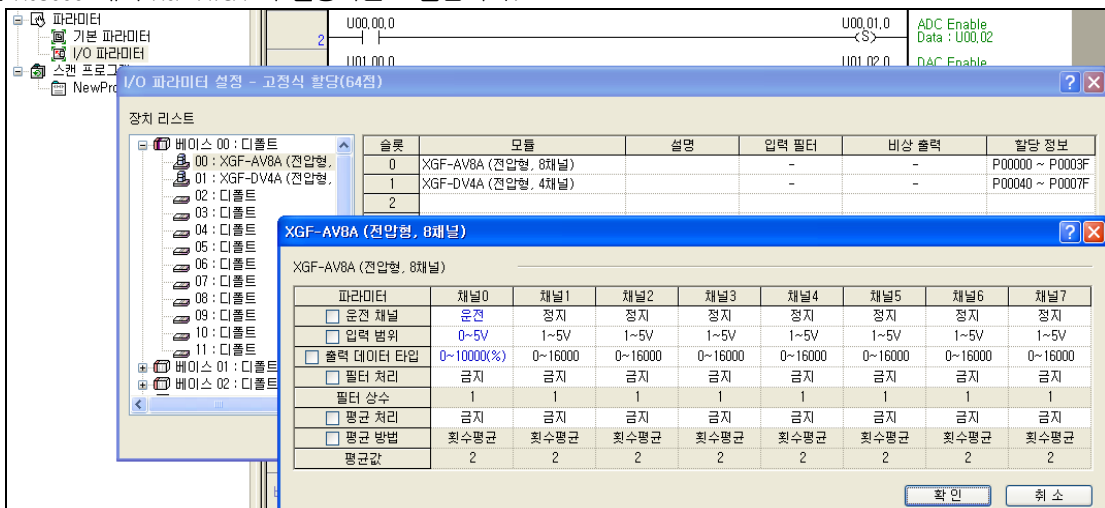 파라미터
기본 파라미터
I/O 파라미터
스캔 프로그
NewPro
2
U00,00,0
U00,01,0
S
ADC Enable
Data : U00,02
U01 00 0
U01 02 0
DAC Enable
I/O 파라미터 설정 - 고정식 할당(64점)
장치 리스트
베이스 00 : 디폴트
00 : XGF-AV8A (전압형,
01 : XGF-DV4A (전압형,
02 : 디폴트
03 : 디폴트
04 : 디폴트
05 : 디폴트
06 : 디폴트
07 : 디폴트
08 : 디폴트
09 : 디폴트
10 : 디폴트
11 : 디폴트
베이스 01 : 디폴트
베이스 02 : 디폴트
슬롯 모듈 설명 입력 필터 비상 출력 할당 정보
0 XGF-AV8A (전압형, 8채널) - - P00000 ~ P0003F
1 XGF-DV4A (전압형, 4채널) - - P00040 ~ P0007F
2
XGF-AV8A (전압형, 8채널)
XGF-AV8A (전압형, 8채널)
파라미터 채널0 채널1 채널2 채널3 채널4 채널5 채널6 채널7
운전 채널 운전 정지 정지 정지 정지 정지 정지 정지
입력 범위 0~5V 1~5V 1~5V 1~5V 1~5V 1~5V 1~5V 1~5V
출력 데이터 타입 0~10000(%) 0~16000 0~16000 0~16000 0~16000 0~16000 0~16000 0~16000
필터 처리 금지 금지 금지 금지 금지 금지 금지 금지
필터 상수 1 1 1 1 1 1 1 1
평균 처리 금지 금지 금지 금지 금지 금지 금지 금지
평균 방법 횟수평균 횟수평균 횟수평균 횟수평균 횟수평균 횟수평균 횟수평균 횟수평균
평균값 2 2 2 2 2 2 2 2
확인 취소